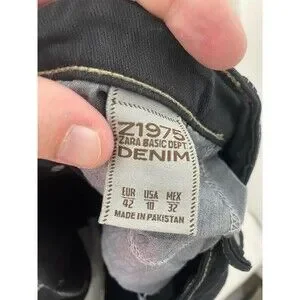 Z1975
ZARA BASIC DEPT.
DENIM
EUR USA MEX
42 10 32
MADE IN PAKISTAN